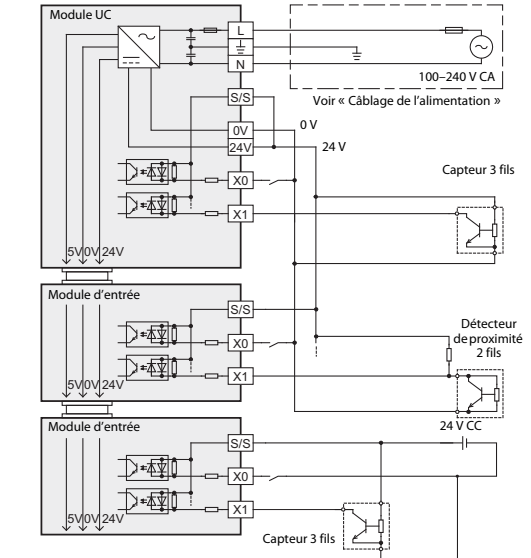 Module UC
L
N
100–240 V CA
Voir « Câblage de l'alimentation »
S/S
0V
0 V
24V
24 V
X0
Capteur 3 fils
X1
5V 0V 24V
Module d'entrée
S/S
X0
Détecteur
de proximité
2 fils
X1
5V 0V 24V
Module d'entrée
24 V CC
S/S
X0
X1
5V 0V 24V
Capteur 3 fils